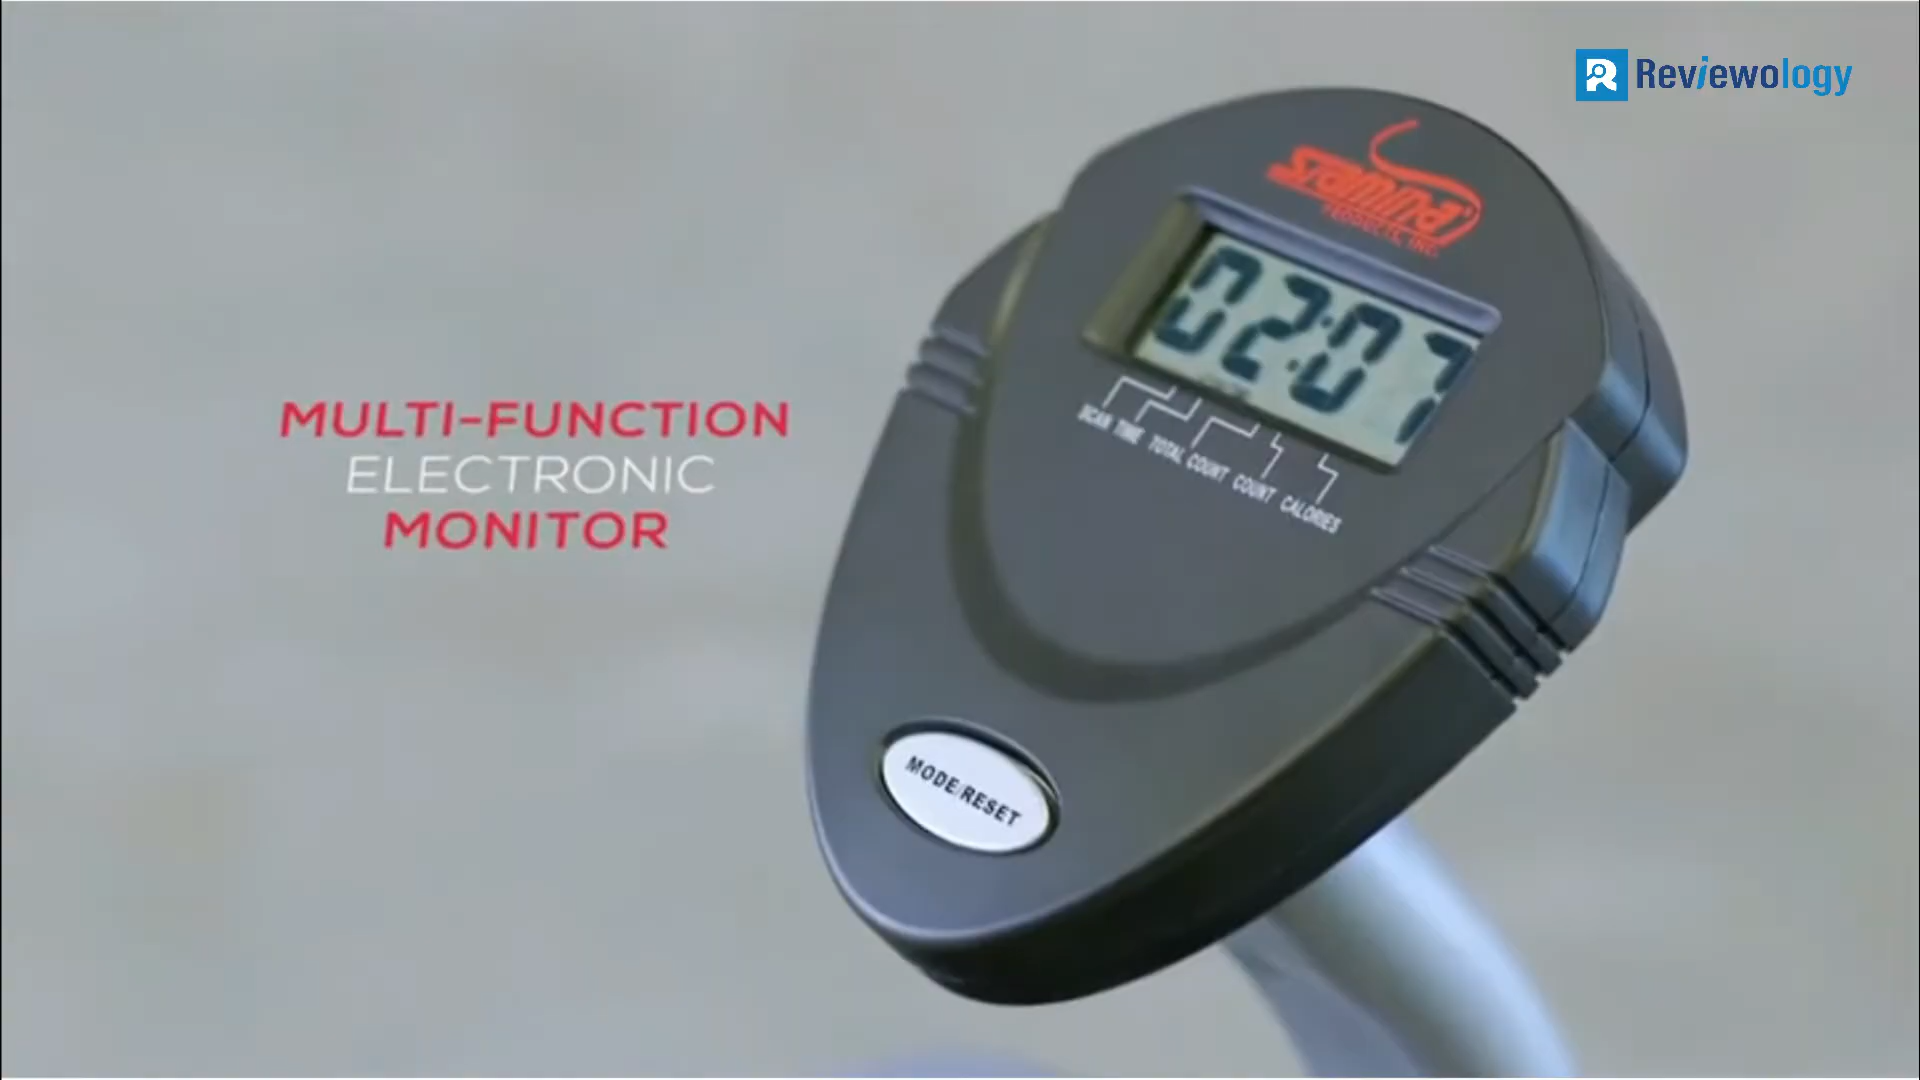 Reviewology
STAMINA
PRODUCTS, INC.
02:07
SCAN TIME TOTAL COUNT COUNT CALORIES
MULTI-FUNCTION
ELECTRONIC
MONITOR
MODE/RESET